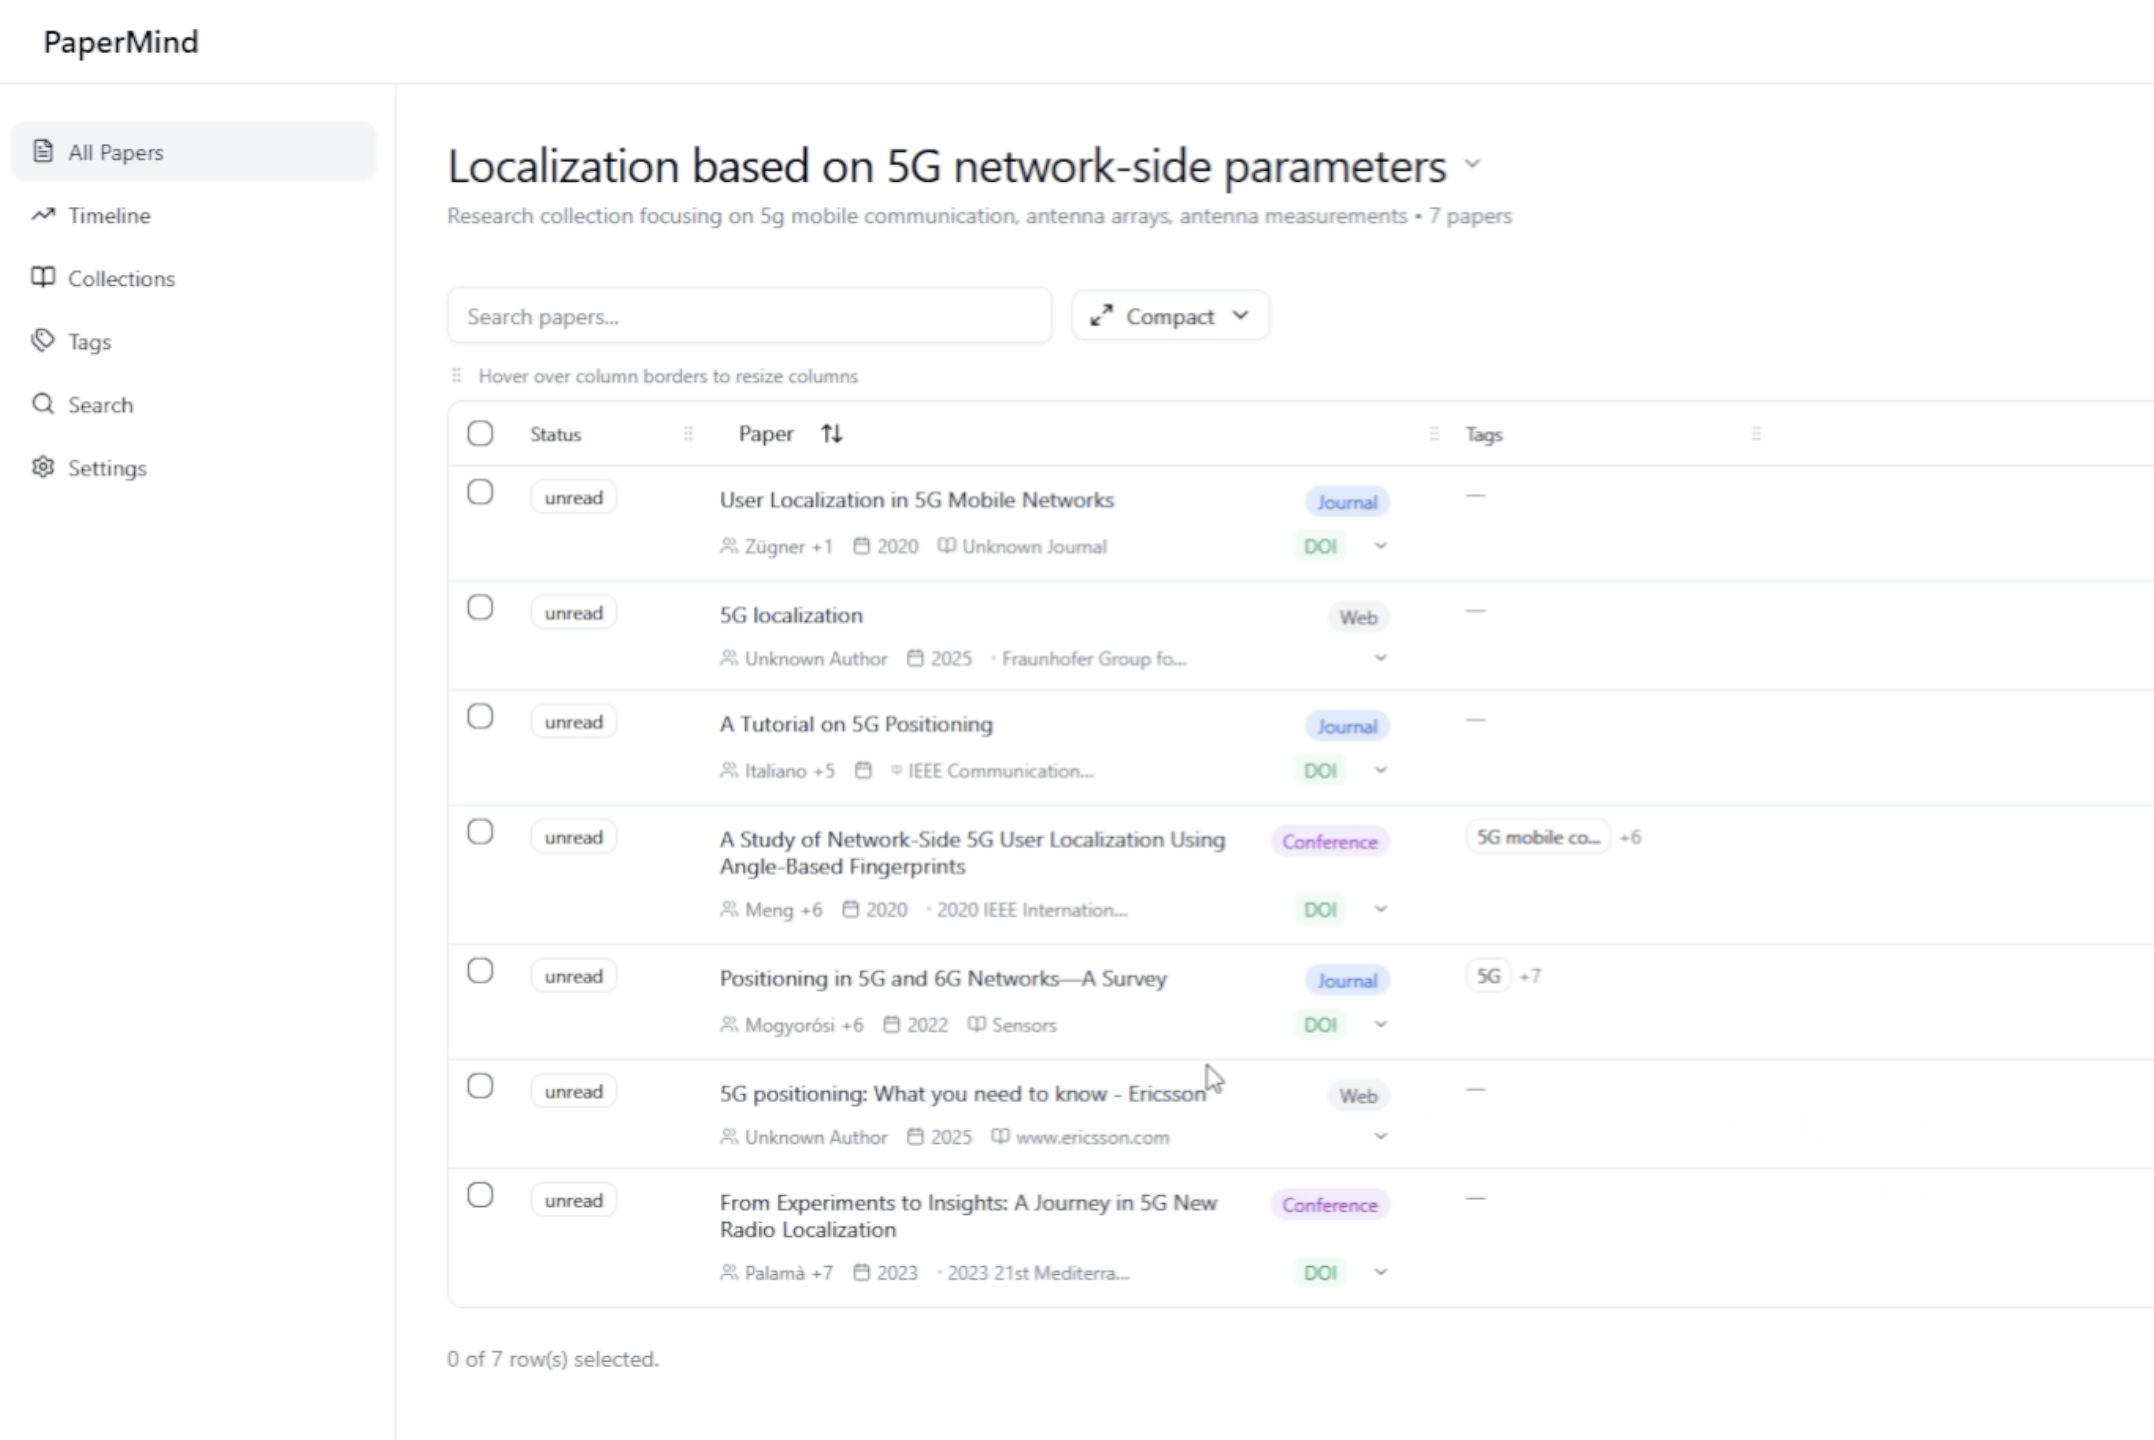 PaperMind
All Papers
Timeline
Collections
Tags
Search
Settings
Localization based on 5G network-side parameters
Research collection focusing on 5g mobile communication, antenna arrays, antenna measurements • 7 papers
Search papers...
Compact
Hover over column borders to resize columns
Status Paper Tags
unread User Localization in 5G Mobile Networks Journal —
Zügner +1 2020 Unknown Journal DOI
unread 5G localization Web —
Unknown Author 2025 Fraunhofer Group fo...
unread A Tutorial on 5G Positioning Journal —
Italiano +5 IEEE Communication... DOI
unread A Study of Network-Side 5G User Localization Using Conference 5G mobile co... +6
Angle-Based Fingerprints
Meng +6 2020 2020 IEEE Internation... DOI
unread Positioning in 5G and 6G Networks—A Survey Journal 5G +7
Mogyorósi +6 2022 Sensors DOI
unread 5G positioning: What you need to know - Ericsson Web —
Unknown Author 2025 www.ericsson.com
unread From Experiments to Insights: A Journey in 5G New Conference —
Radio Localization
Palamà +7 2023 2023 21st Mediterra... DOI
0 of 7 row(s) selected.